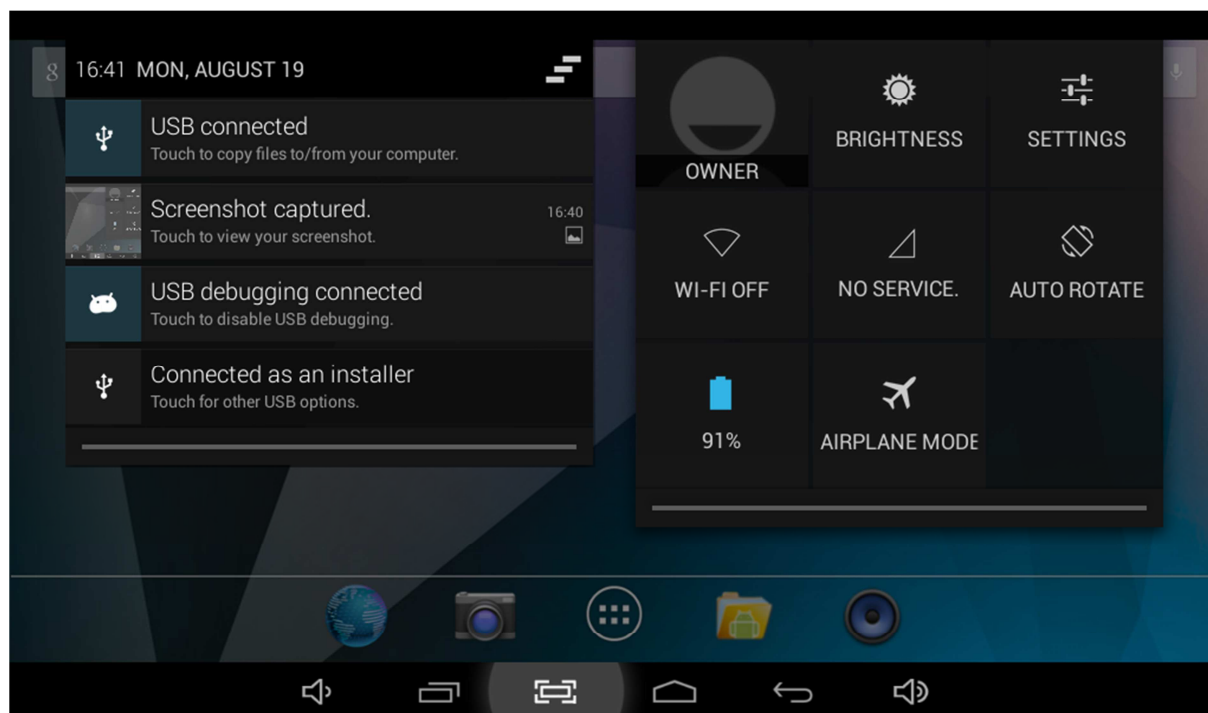 8
16:41 MON, AUGUST 19
USB connected
Touch to copy files to/from your computer.
Screenshot captured.
16:40
Touch to view your screenshot.
USB debugging connected
Touch to disable USB debugging.
Connected as an installer
Touch for other USB options.
OWNER
BRIGHTNESS
SETTINGS
WI-FI OFF
NO SERVICE.
AUTO ROTATE
91%
AIRPLANE MODE